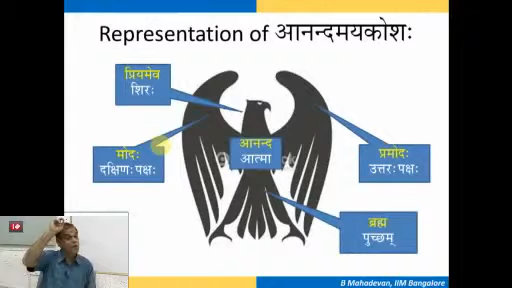 Representation of आनन्दमयकोशः
प्रियमेव
शिरः
मोदः
दक्षिणः पक्षः
आनन्द
आत्मा
प्रमोदः
उत्तरः पक्षः
ब्रह्म
पुच्छम्
B Mahadevan, IIM Bangalore